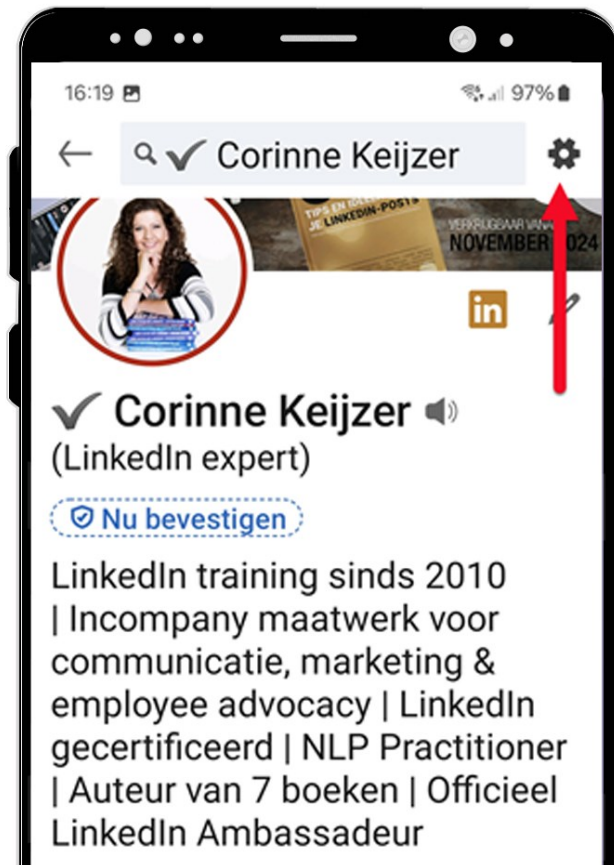 16:19 97%
✓ Corinne Keijzer
TIPS EN IDEEËN
JE LINKEDIN-POSTS
VERKRIJGBAAR VANAF
NOVEMBER 2024
in
✓ Corinne Keijzer
(LinkedIn expert)
Nu bevestigen
LinkedIn training sinds 2010
| Incompany maatwerk voor
communicatie, marketing &
employee advocacy | LinkedIn
gecertificeerd | NLP Practitioner
| Auteur van 7 boeken | Officieel
LinkedIn Ambassadeur